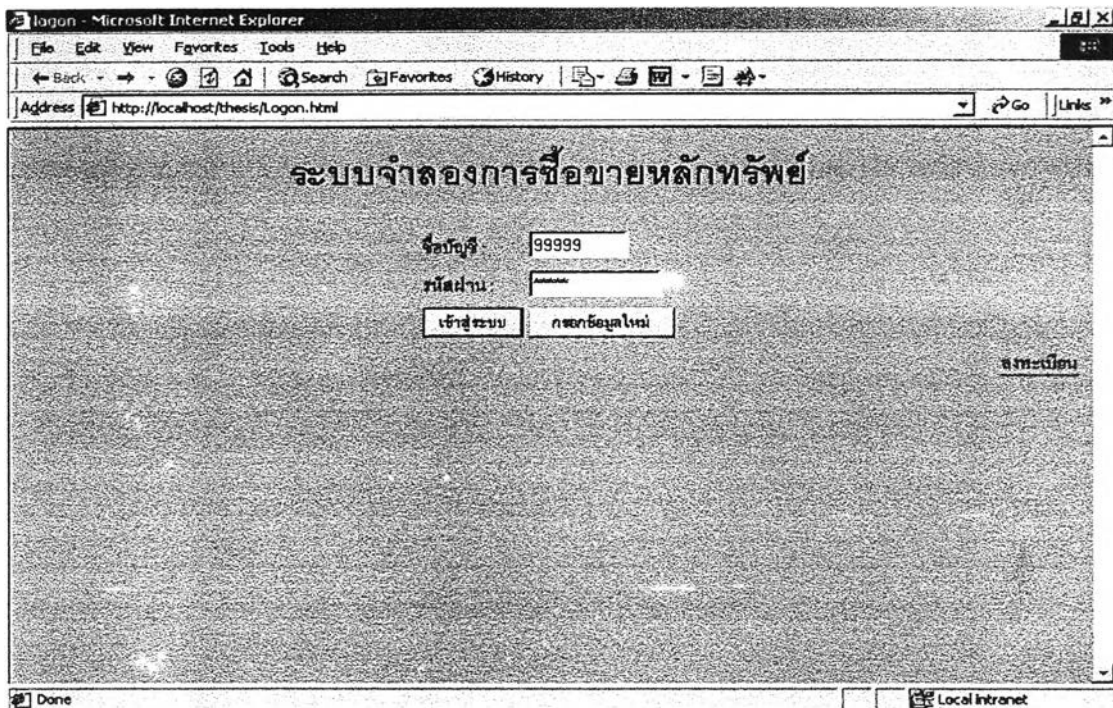 logon - Microsoft Internet Explorer
File Edit View Favorites Tools Help
Back Search Favorites History
Address http://localhost/thesis/Logon.html Go Links »
ระบบจำลองการซื้อขายหลักทรัพย์
ชื่อบัญชี 99999
รหัสผ่าน : ******
เข้าสู่ระบบ กรอกข้อมูลใหม่
ลงทะเบียน
Done Local intranet